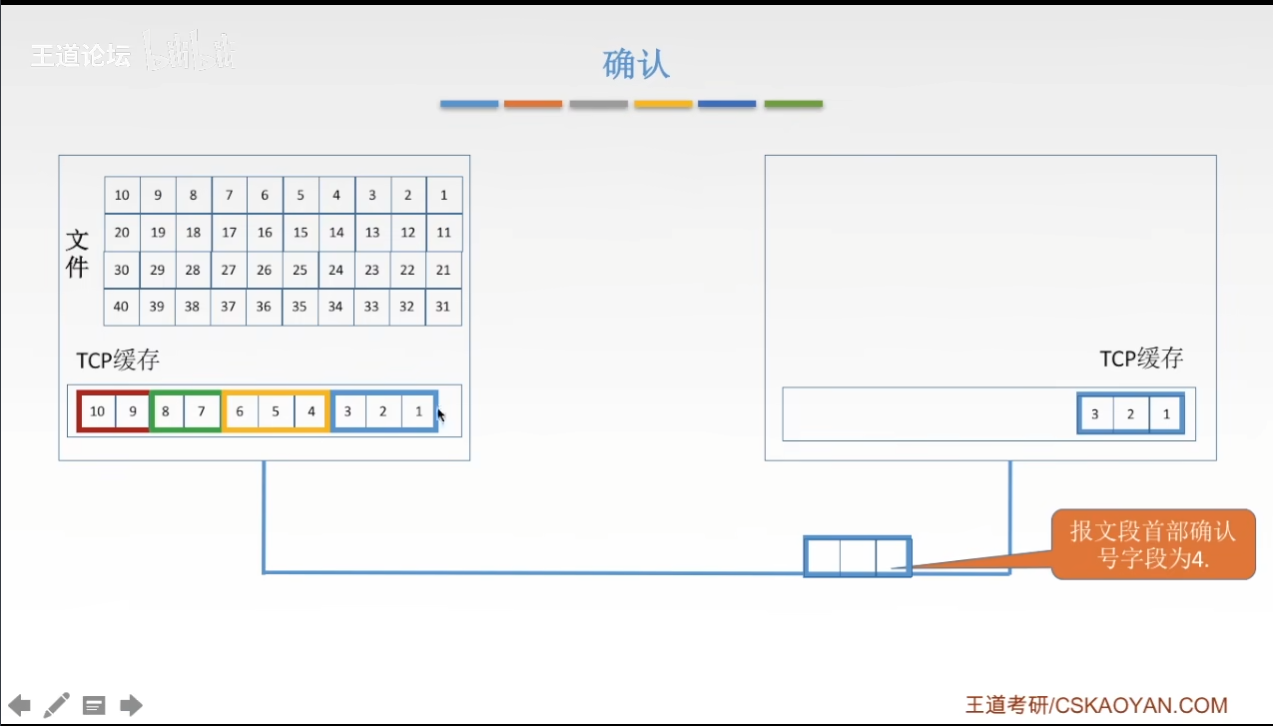 王道论坛
确认
文件
10 9 8 7 6 5 4 3 2 1
20 19 18 17 16 15 14 13 12 11
30 29 28 27 26 25 24 23 22 21
40 39 38 37 36 35 34 33 32 31
TCP缓存
10 9 8 7 6 5 4 3 2 1
TCP缓存
3 2 1
报文段首部确认
号字段为4.
王道考研/CSKAOYAN.COM